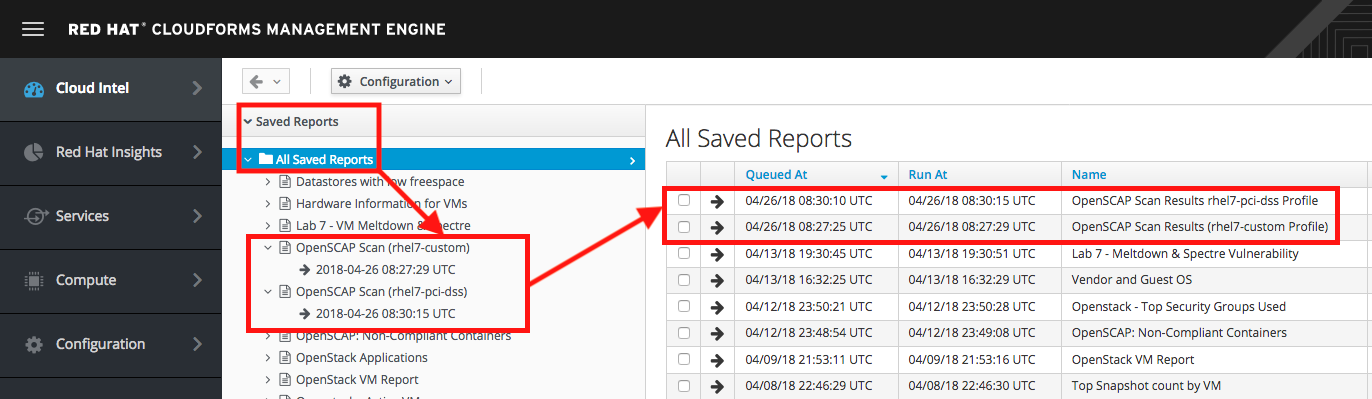 RED HAT® CLOUDFORMS MANAGEMENT ENGINE
Cloud Intel
Red Hat Insights
Services
Compute
Configuration
Configuration
Saved Reports
All Saved Reports
Datastores with low freespace
Hardware Information for VMs
Lab 7 - VM Meltdown & Spectre
OpenSCAP Scan (rhel7-custom)
2018-04-26 08:27:29 UTC
OpenSCAP Scan (rhel7-pci-dss)
2018-04-26 08:30:15 UTC
OpenSCAP: Non-Compliant Containers
OpenStack Applications
OpenStack VM Report
All Saved Reports
Queued At Run At Name
04/26/18 08:30:10 UTC 04/26/18 08:30:15 UTC OpenSCAP Scan Results rhel7-pci-dss Profile
04/26/18 08:27:25 UTC 04/26/18 08:27:29 UTC OpenSCAP Scan Results (rhel7-custom Profile)
04/13/18 19:30:45 UTC 04/13/18 19:30:51 UTC Lab 7 - Meltdown & Spectre Vulnerability
04/13/18 16:32:25 UTC 04/13/18 16:32:29 UTC Vendor and Guest OS
04/12/18 23:50:21 UTC 04/12/18 23:50:28 UTC Openstack - Top Security Groups Used
04/12/18 23:48:54 UTC 04/12/18 23:49:08 UTC OpenSCAP: Non-Compliant Containers
04/09/18 21:53:11 UTC 04/09/18 21:53:16 UTC OpenStack VM Report
04/08/18 22:46:29 UTC 04/08/18 22:46:30 UTC Top Snapshot count by VM